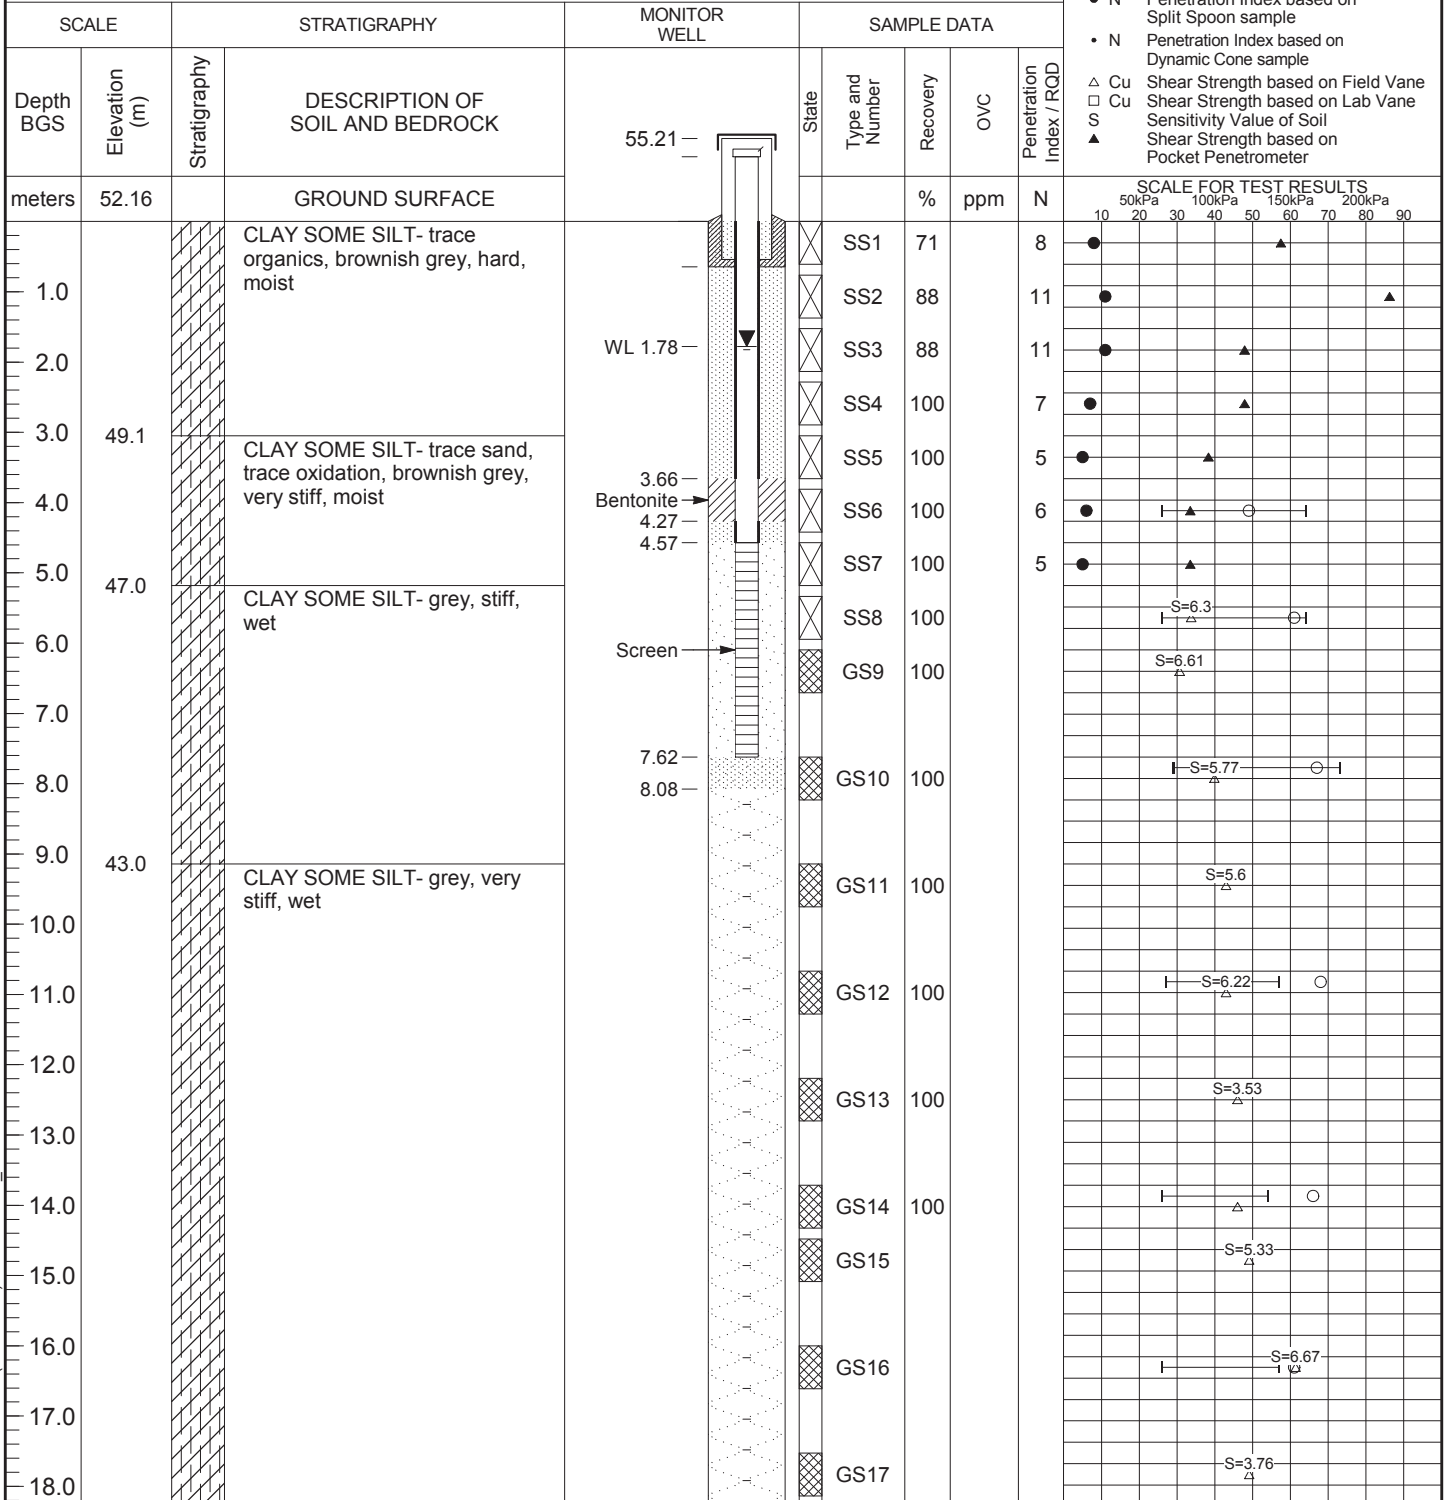 ● N Penetration Index based on
Split Spoon sample
• N Penetration Index based on
Dynamic Cone sample
△ Cu Shear Strength based on Field Vane
□ Cu Shear Strength based on Lab Vane
S Sensitivity Value of Soil
▲ Shear Strength based on
Pocket Penetrometer
SCALE STRATIGRAPHY MONITOR WELL SAMPLE DATA
Depth BGS
Elevation (m)
Stratigraphy
DESCRIPTION OF
SOIL AND BEDROCK
State
Type and Number
Recovery
OVC
Penetration Index / RQD
55.21
meters 52.16 GROUND SURFACE % ppm N
SCALE FOR TEST RESULTS
50kPa 100kPa 150kPa 200kPa
10 20 30 40 50 60 70 80 90
CLAY SOME SILT- trace
organics, brownish grey, hard,
moist
SS1 71 8
1.0
SS2 88 11
WL 1.78
SS3 88 11
2.0
SS4 100 7
3.0
49.1
CLAY SOME SILT- trace sand,
trace oxidation, brownish grey,
very stiff, moist
SS5 100 5
3.66
Bentonite
4.0
SS6 100 6
4.27
4.57
SS7 100 5
5.0
47.0
CLAY SOME SILT- grey, stiff,
wet
SS8 100 S=6.3
6.0
Screen
GS9 100 S=6.61
7.0
7.62
GS10 100 S=5.77
8.0
8.08
9.0
43.0
CLAY SOME SILT- grey, very
stiff, wet
GS11 100 S=5.6
10.0
11.0
GS12 100 S=6.22
12.0
GS13 100 S=3.53
13.0
14.0
GS14 100
GS15 S=5.33
15.0
16.0
GS16 S=6.67
17.0
GS17 S=3.76
18.0